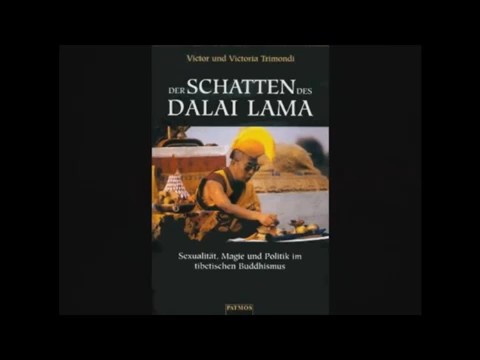 Victor und Victoria Trimondi
DER SCHATTEN DES
DALAI LAMA
Sexualität, Magie und Politik im
tibetischen Buddhismus
PATMOS